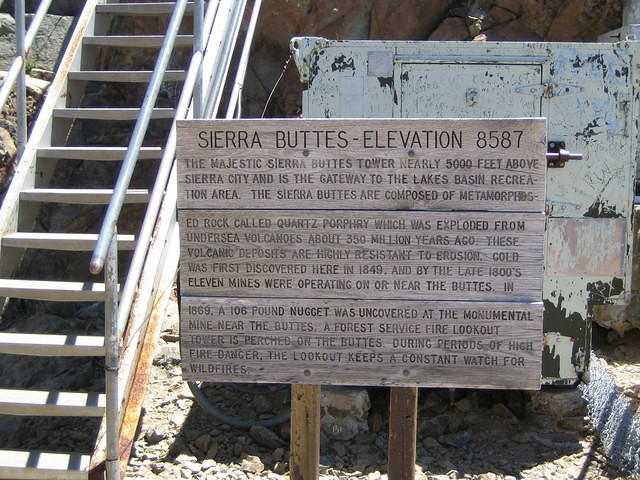 SIERRA BUTTES-ELEVATION 8587
THE MAJESTIC SIERRA BUTTES TOWER NEARLY 5000 FEET ABOVE
SIERRA CITY AND IS THE GATEWAY TO THE LAKES BASIN RECREA-
TION AREA. THE SIERRA BUTTES ARE COMPOSED OF METAMORPHOS
ED ROCK CALLED QUARTZ PORPHRY WHICH WAS EXPLODED FROM
UNDERSEA VOLCANOES ABOUT 350 MILLION YEARS AGO. THESE
VOLCANIC DEPOSITS ARE HIGHLY RESISTANT TO EROSION. GOLD
WAS FIRST DISCOVERED HERE IN 1849, AND BY THE LATE 1800'S
ELEVEN MINES WERE OPERATING ON OR NEAR THE BUTTES. IN
1869, A 106 POUND NUGGET WAS UNCOVERED AT THE MONUMENTAL
MINE NEAR THE BUTTES. A FOREST SERVICE FIRE LOOKOUT
TOWER IS PERCHED ON THE BUTTES. DURING PERIODS OF HIGH
FIRE DANGER, THE LOOKOUT KEEPS A CONSTANT WATCH FOR
WILDFIRES.